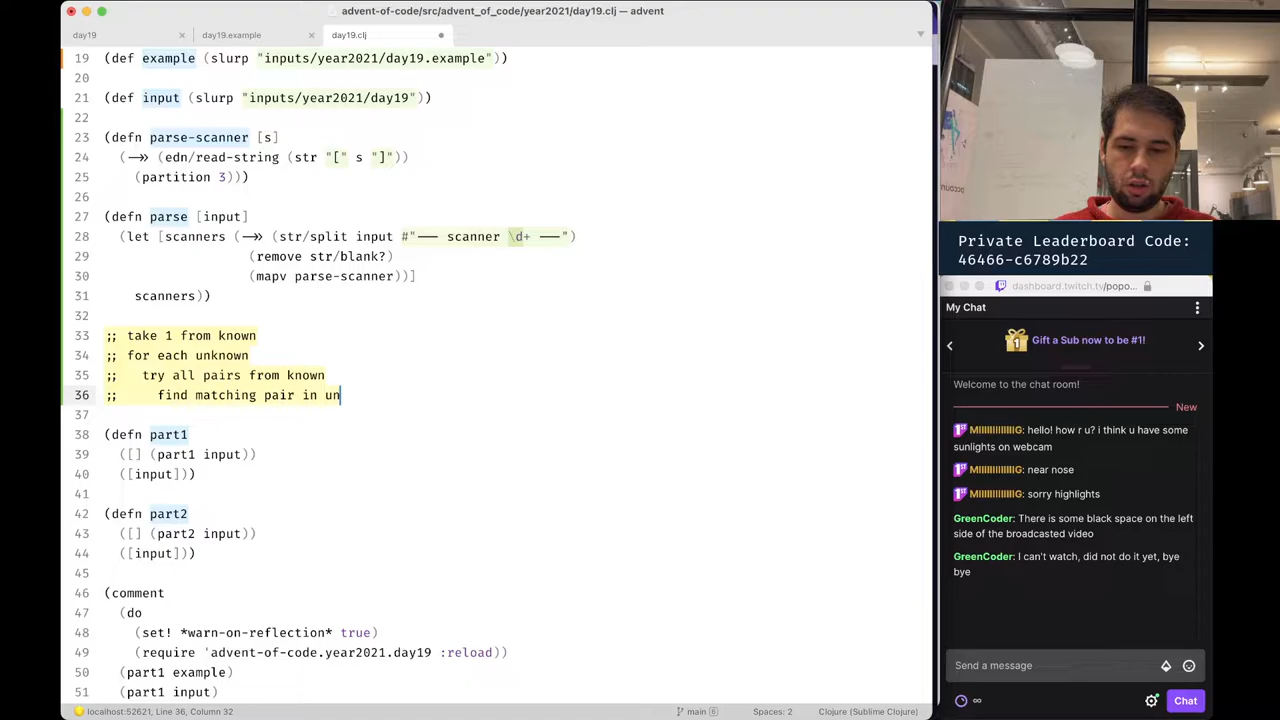 advent-of-code/src/advent_of_code/year2021/day19.clj — advent
day19
day19.example
day19.clj
19 (def example (slurp "inputs/year2021/day19.example"))
20
21 (def input (slurp "inputs/year2021/day19"))
22
23 (defn parse-scanner [s]
24 (->> (edn/read-string (str "[" s "]"))
25 (partition 3)))
26
27 (defn parse [input]
28 (let [scanners (->> (str/split input #"--- scanner \d+ ---")
29 (remove str/blank?)
30 (mapv parse-scanner))]
31 scanners))
32
33 ;; take 1 from known
34 ;; for each unknown
35 ;; try all pairs from known
36 ;; find matching pair in un
37
38 (defn part1
39 ([] (part1 input))
40 ([input]))
41
42 (defn part2
43 ([] (part2 input))
44 ([input]))
45
46 (comment
47 (do
48 (set! *warn-on-reflection* true)
49 (require 'advent-of-code.year2021.day19 :reload))
50 (part1 example)
51 (part1 input)
localhost:52621, Line 36, Column 32
main 6
Spaces: 2
Clojure (Sublime Clojure)
account
Private Leaderboard Code:
46466-c6789b22
dashboard.twitch.tv/popo...
My Chat
1
Gift a Sub now to be #1!
Welcome to the chat room!
New
MIIIIIIIIIIIG: hello! how r u? i think u have some
sunlights on webcam
MIIIIIIIIIIIG: near nose
MIIIIIIIIIIIG: sorry highlights
GreenCoder: There is some black space on the left
side of the broadcasted video
GreenCoder: I can't watch, did not do it yet, bye
bye
Send a message
∞
Chat